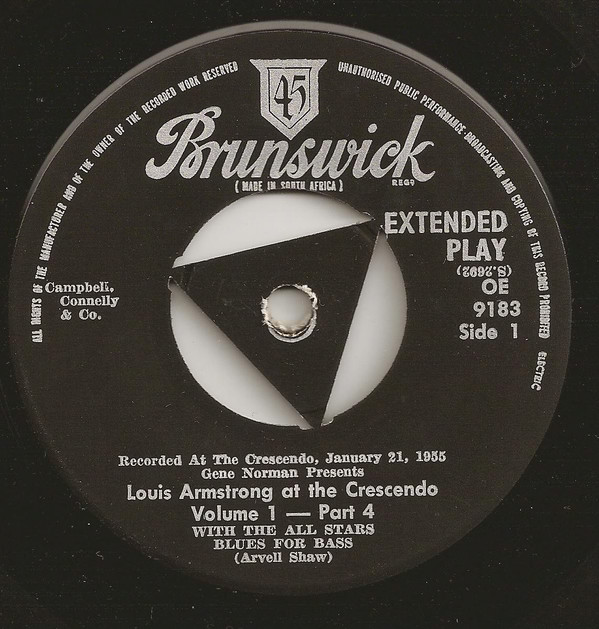 ALL RIGHTS OF THE MANUFACTURER AND OF THE OWNER OF THE RECORDED WORK RESERVED
UNAUTHORISED PUBLIC PERFORMANCE·BROADCASTING AND COPYING OF THIS RECORD PROHIBITED
ELECTRIC
45
Brunswick
REGD
(MADE IN SOUTH AFRICA)
EXTENDED
PLAY
(S.2692)
OE
9183
Side 1
Campbell,
Connelly
& Co.
Recorded At The Crescendo, January 21, 1955
Gene Norman Presents
Louis Armstrong at the Crescendo
Volume 1 — Part 4
WITH THE ALL STARS
BLUES FOR BASS
(Arvell Shaw)